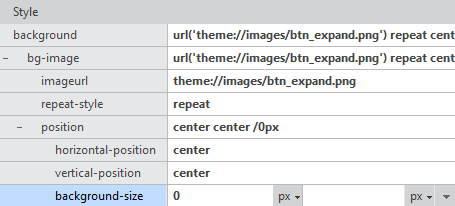 Style
background url('theme://images/btn_expand.png') repeat cent
− bg-image url('theme://images/btn_expand.png') repeat cent
imageurl theme://images/btn_expand.png
repeat-style repeat
− position center center /0px
horizontal-position center
vertical-position center
background-size 0 px px